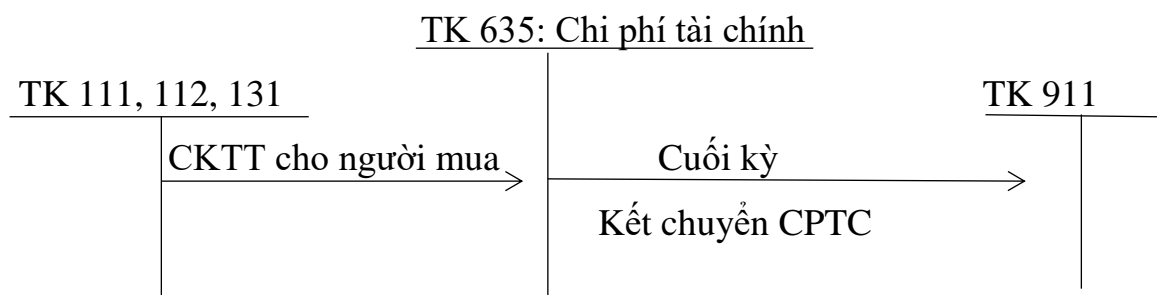 TK 635: Chi phí tài chính
TK 111, 112, 131
TK 911
CKTT cho người mua
Cuối kỳ
Kết chuyển CPTC